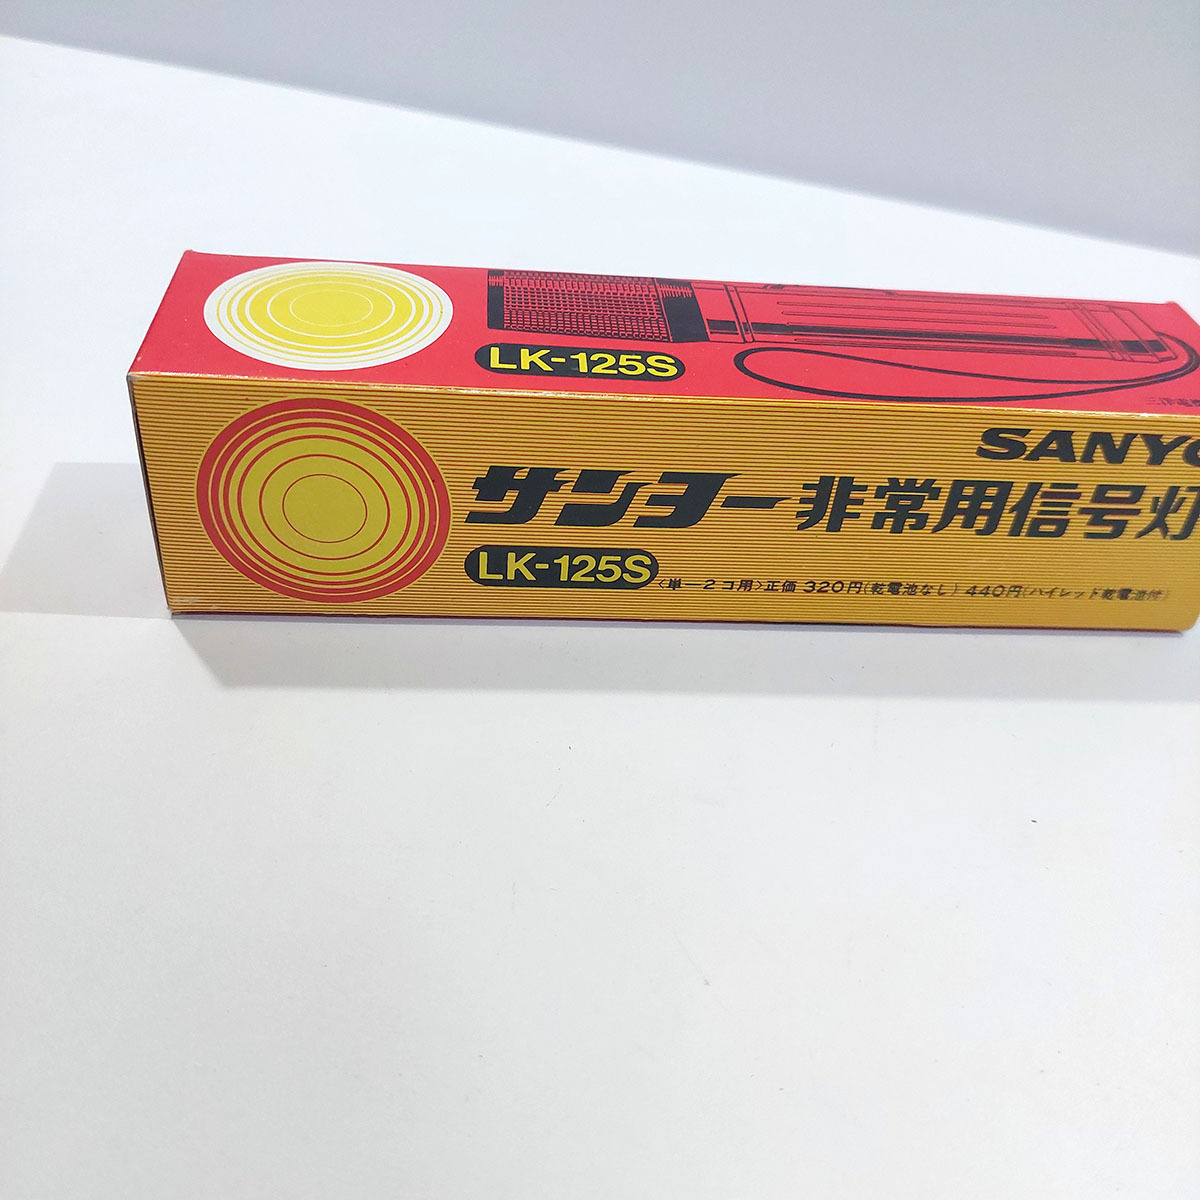 LK-125S
SANYO
サンヨー 非常用信号灯
LK-125S
〈単一2コ用〉正価 320円(乾電池なし) 440円(ハイレッド乾電池付)